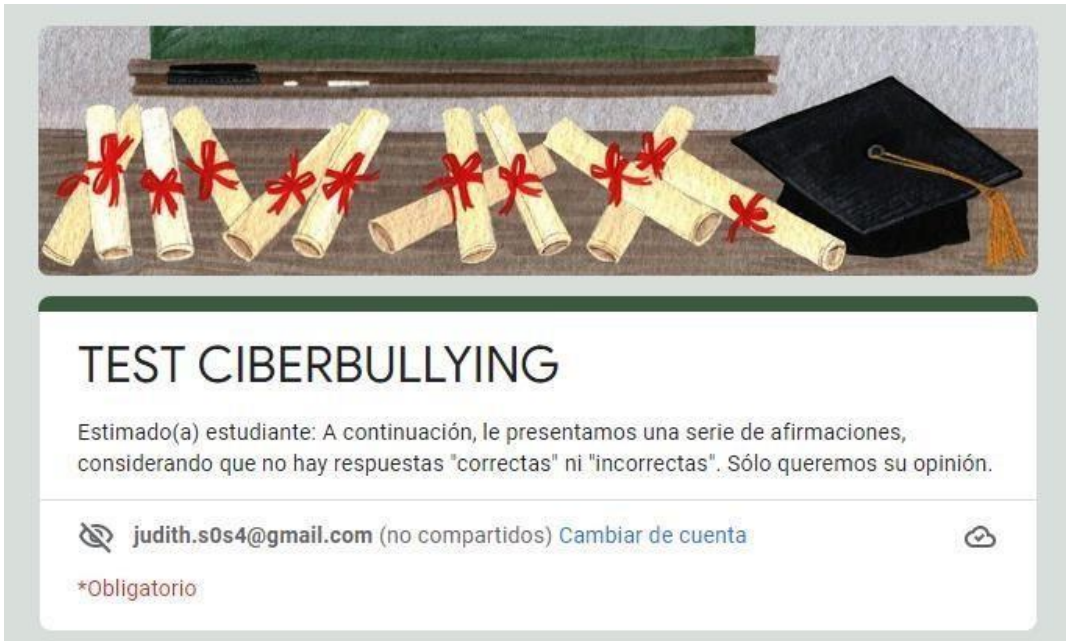 TEST CIBERBULLYING
Estimado(a) estudiante: A continuación, le presentamos una serie de afirmaciones,
considerando que no hay respuestas "correctas" ni "incorrectas". Sólo queremos su opinión.
judith.s0s4@gmail.com (no compartidos) Cambiar de cuenta
*Obligatorio